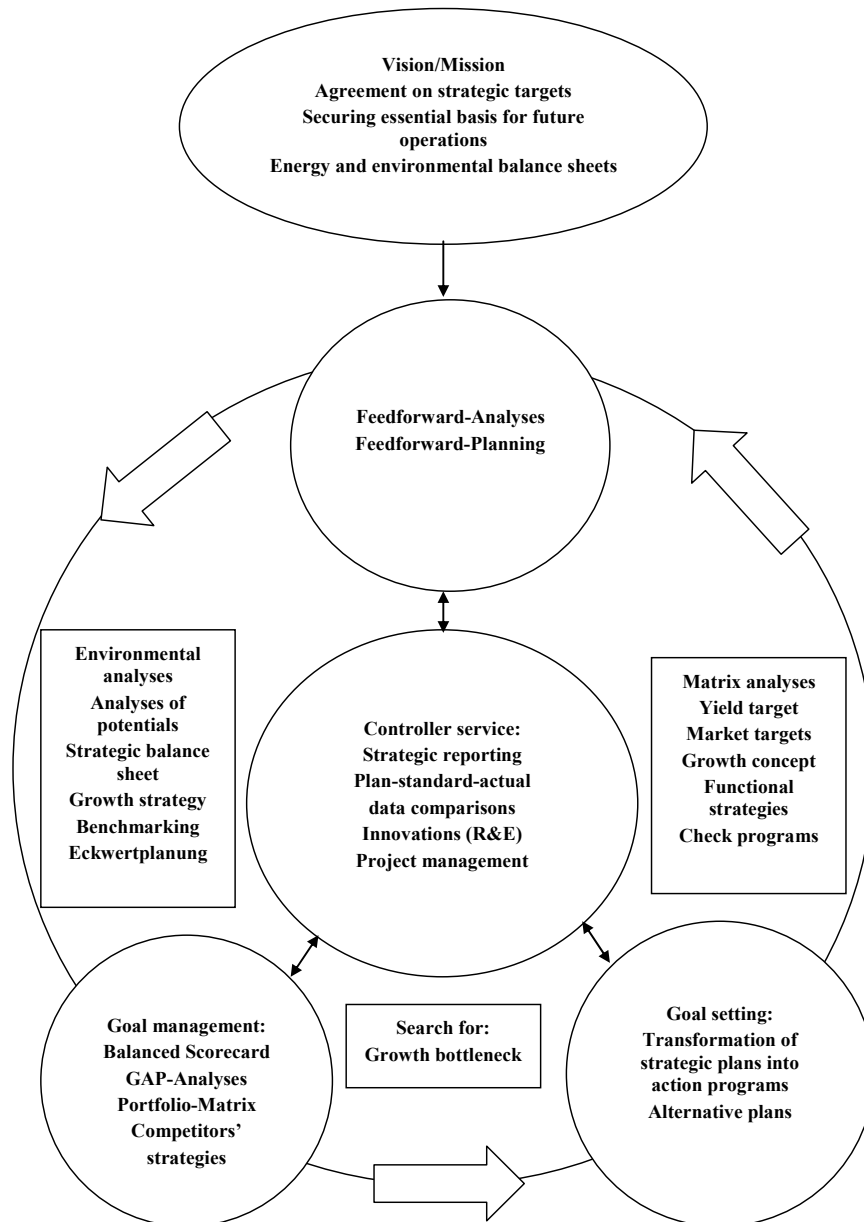 Vision/Mission
Agreement on strategic targets
Securing essential basis for future
operations
Energy and environmental balance sheets
Feedforward-Analyses
Feedforward-Planning
Environmental
analyses
Analyses of
potentials
Strategic balance
sheet
Growth strategy
Benchmarking
Eckwertplanung
Controller service:
Strategic reporting
Plan-standard-actual
data comparisons
Innovations (R&E)
Project management
Matrix analyses
Yield target
Market targets
Growth concept
Functional
strategies
Check programs
Goal management:
Balanced Scorecard
GAP-Analyses
Portfolio-Matrix
Competitors’
strategies
Search for:
Growth bottleneck
Goal setting:
Transformation of
strategic plans into
action programs
Alternative plans